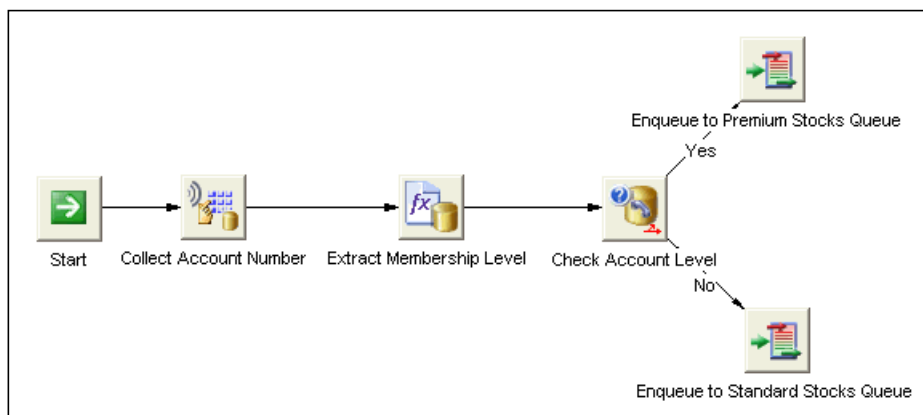 Enqueue to Premium Stocks Queue
Yes
Start
Collect Account Number
fx
Extract Membership Level
?
Check Account Level
No
Enqueue to Standard Stocks Queue